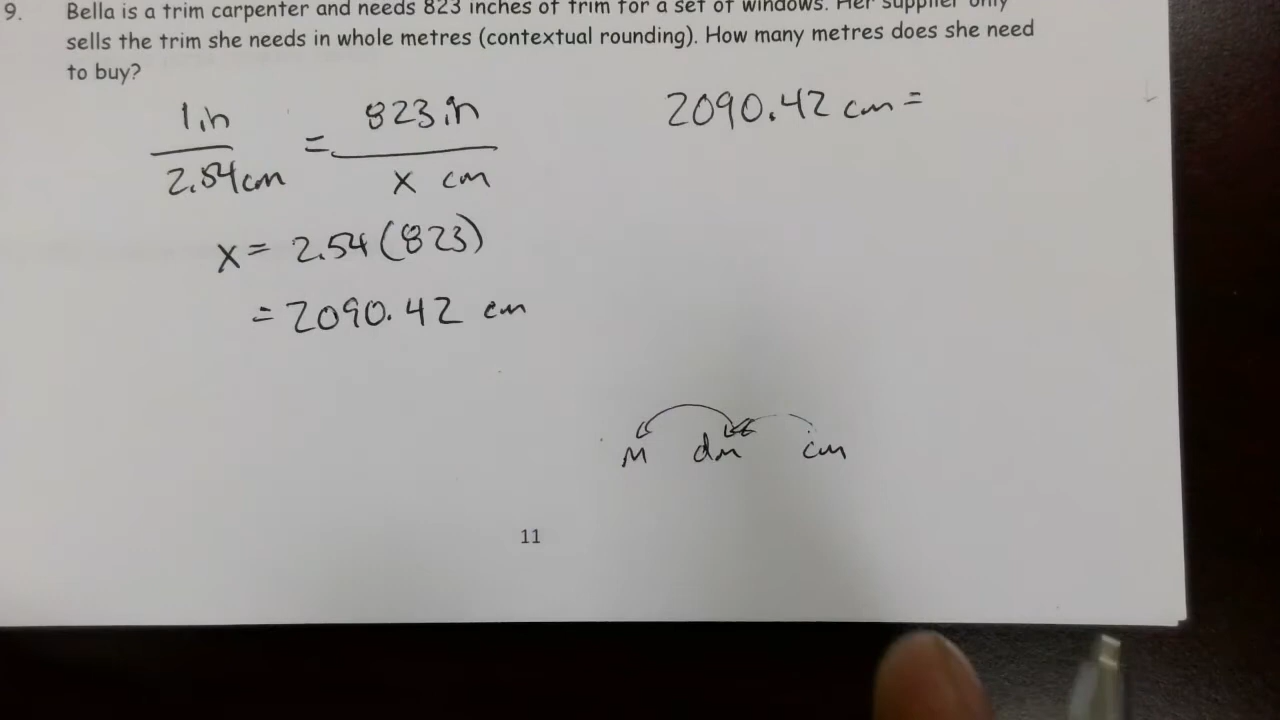 9. Bella is a trim carpenter and needs 823 inches of trim for a set of windows. Her supplier only
sells the trim she needs in whole metres (contextual rounding). How many metres does she need
to buy?
1 in / 2.54 cm = 823 in / x cm
x = 2.54 (823)
= 2090.42 cm
2090.42 cm =
m dm cm
11